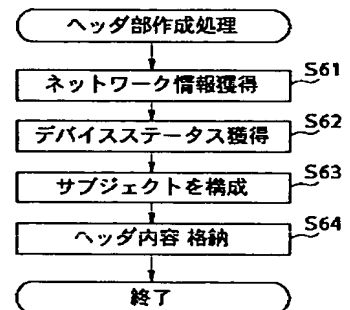 ヘッダ部作成処理
ネットワーク情報獲得 S61
デバイスステータス獲得 S62
サブジェクトを構成 S63
ヘッダ内容 格納 S64
終了